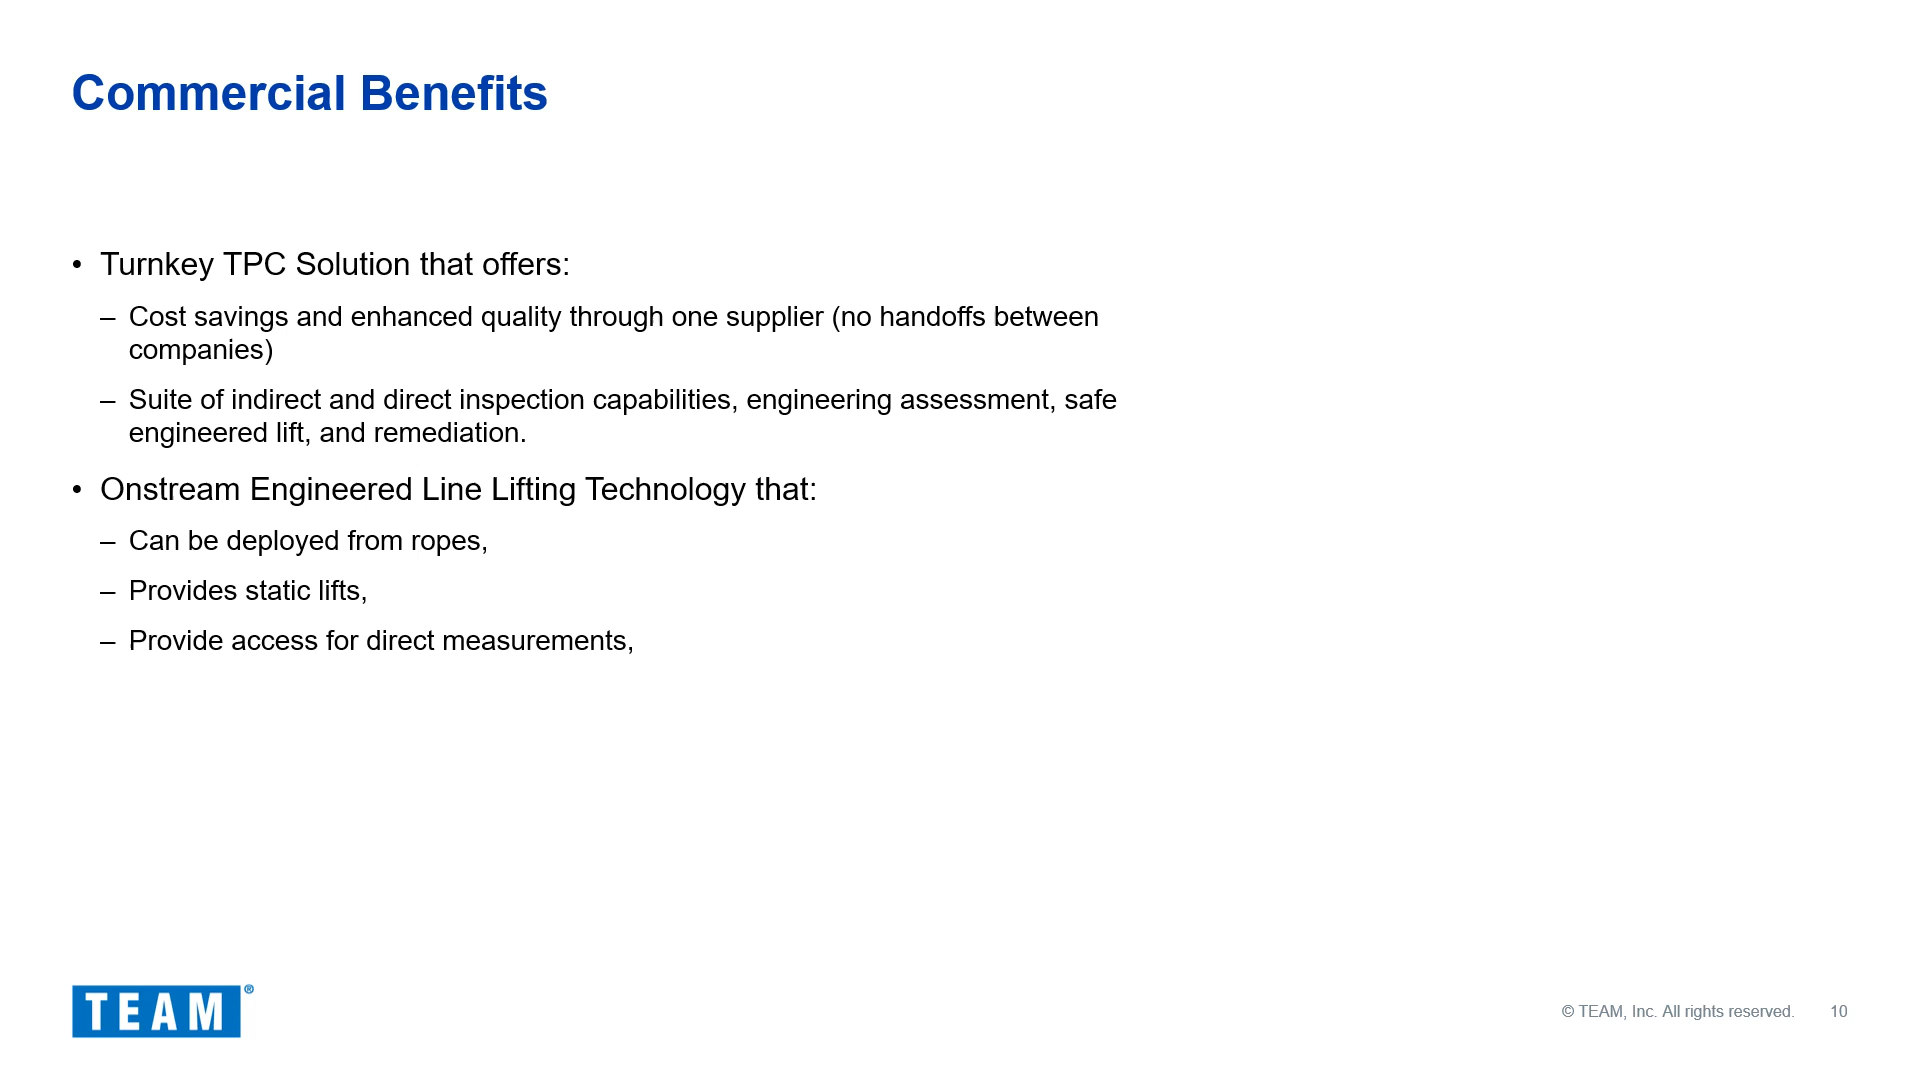 Commercial Benefits
• Turnkey TPC Solution that offers:
– Cost savings and enhanced quality through one supplier (no handoffs between
companies)
– Suite of indirect and direct inspection capabilities, engineering assessment, safe
engineered lift, and remediation.
• Onstream Engineered Line Lifting Technology that:
– Can be deployed from ropes,
– Provides static lifts,
– Provide access for direct measurements,
TEAM®
© TEAM, Inc. All rights reserved. 10